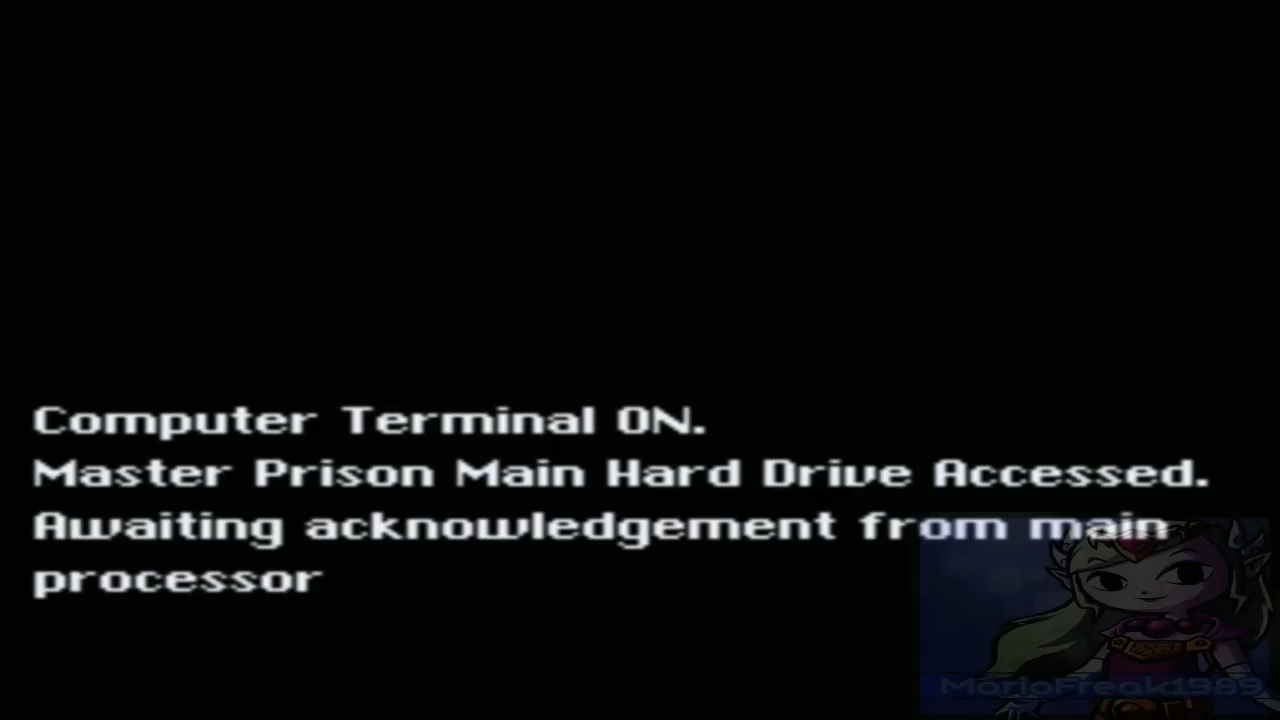 Computer Terminal ON.
Master Prison Main Hard Drive Accessed.
Awaiting acknowledgement from main
processor
MarioFreak1989